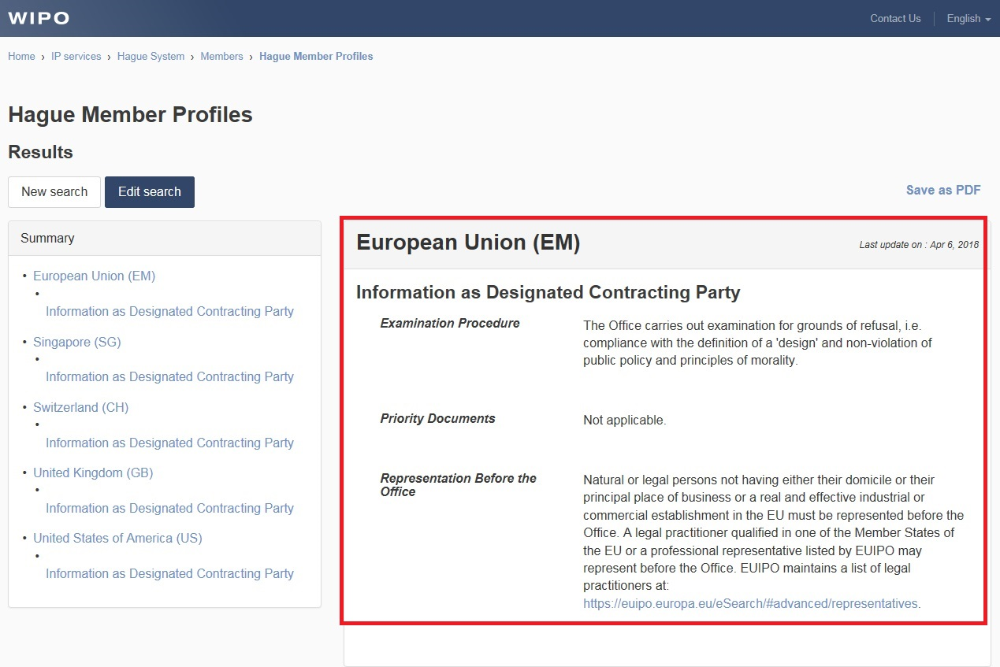 WIPO
Contact Us
English
Home › IP services › Hague System › Members › Hague Member Profiles
Hague Member Profiles
Results
New search
Edit search
Save as PDF
Summary
• European Union (EM)
•
Information as Designated Contracting Party
• Singapore (SG)
•
Information as Designated Contracting Party
• Switzerland (CH)
•
Information as Designated Contracting Party
• United Kingdom (GB)
•
Information as Designated Contracting Party
• United States of America (US)
•
Information as Designated Contracting Party
European Union (EM)
Last update on : Apr 6, 2018
Information as Designated Contracting Party
Examination Procedure
The Office carries out examination for grounds of refusal, i.e.
compliance with the definition of a 'design' and non-violation of
public policy and principles of morality.
Priority Documents
Not applicable.
Representation Before the
Office
Natural or legal persons not having either their domicile or their
principal place of business or a real and effective industrial or
commercial establishment in the EU must be represented before the
Office. A legal practitioner qualified in one of the Member States of
the EU or a professional representative listed by EUIPO may
represent before the Office. EUIPO maintains a list of legal
practitioners at:
https://euipo.europa.eu/eSearch/#advanced/representatives.